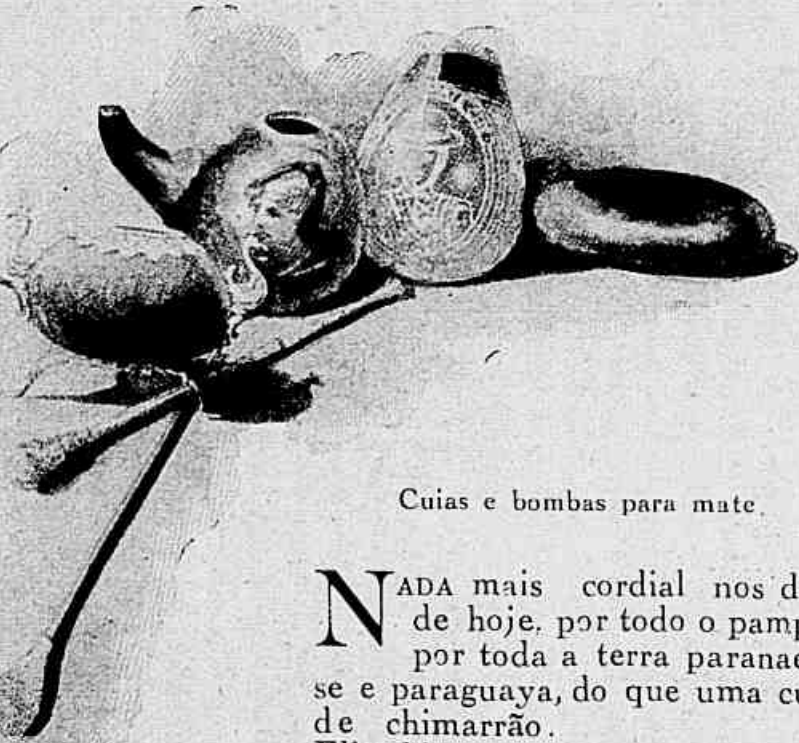 Cuias e bombas para mate.
NADA mais cordial nos d
de hoje, por todo o pamp
por toda a terra paranae
se e paraguaya, do que uma cu
de chimarrão.